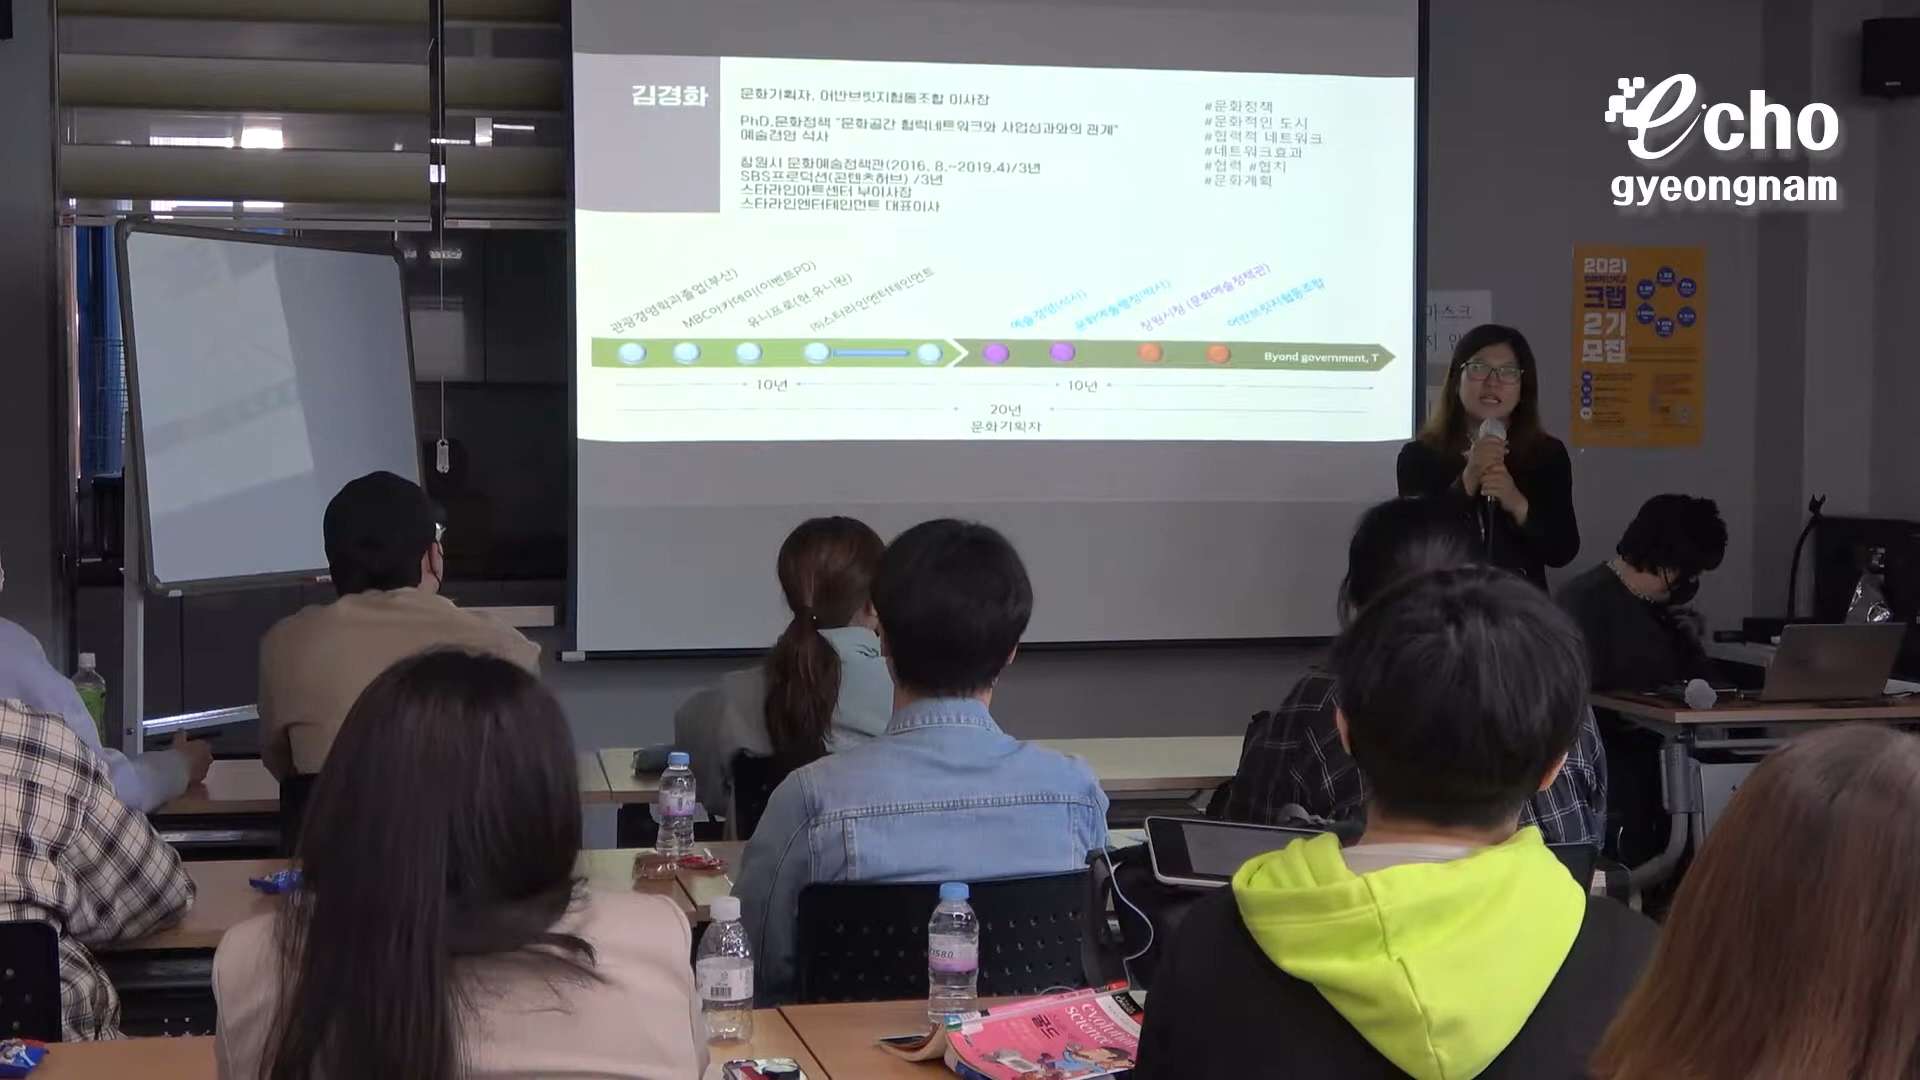 김경화
문화기획자. 어반브릿지협동조합 이사장
PhD.문화정책 "문화공간 협력네트워크와 사업성과와의 관계"
예술경영 석사
창원시 문화예술정책관(2016. 8.~2019.4)/3년
SBS프로덕션(콘텐츠허브) /3년
스타라인아트센터 부이사장
스타라인엔터테인먼트 대표이사
#문화정책
#문화적인 도시
#협력적 네트워크
#네트워크효과
#협력 #협치
#문화계획
관광경영학과졸업(부산)
MBC아카데미(이벤트PD)
유니프로(현.유니원)
㈜스타라인엔터테인먼트
예술경영(석사)
문화예술행정(박사)
창원시청 (문화예술정책관)
어반브릿지협동조합
Byond government, T
10년
10년
20년
문화기획자
echo
gyeongnam
2021
크랩
2기
모집
마스크
evolution
science
골드